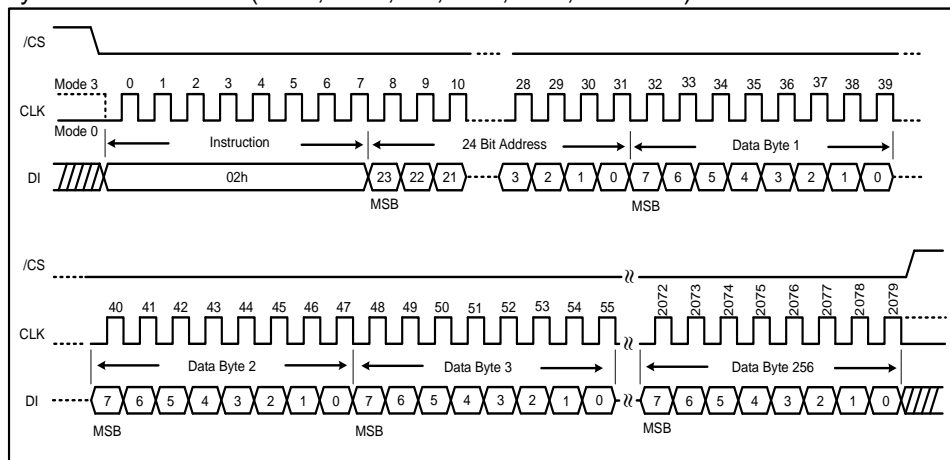 /CS
Mode 3 0 1 2 3 4 5 6 7 8 9 10 28 29 30 31 32 33 34 35 36 37 38 39
CLK
Mode 0
Instruction 24 Bit Address Data Byte 1
DI 02h 23 22 21 3 2 1 0 7 6 5 4 3 2 1 0
MSB MSB
/CS
40 41 42 43 44 45 46 47 48 49 50 51 52 53 54 55 2072 2073 2074 2075 2076 2077 2078 2079
CLK
Data Byte 2 Data Byte 3 Data Byte 256
DI 7 6 5 4 3 2 1 0 7 6 5 4 3 2 1 0 7 6 5 4 3 2 1 0
MSB MSB MSB